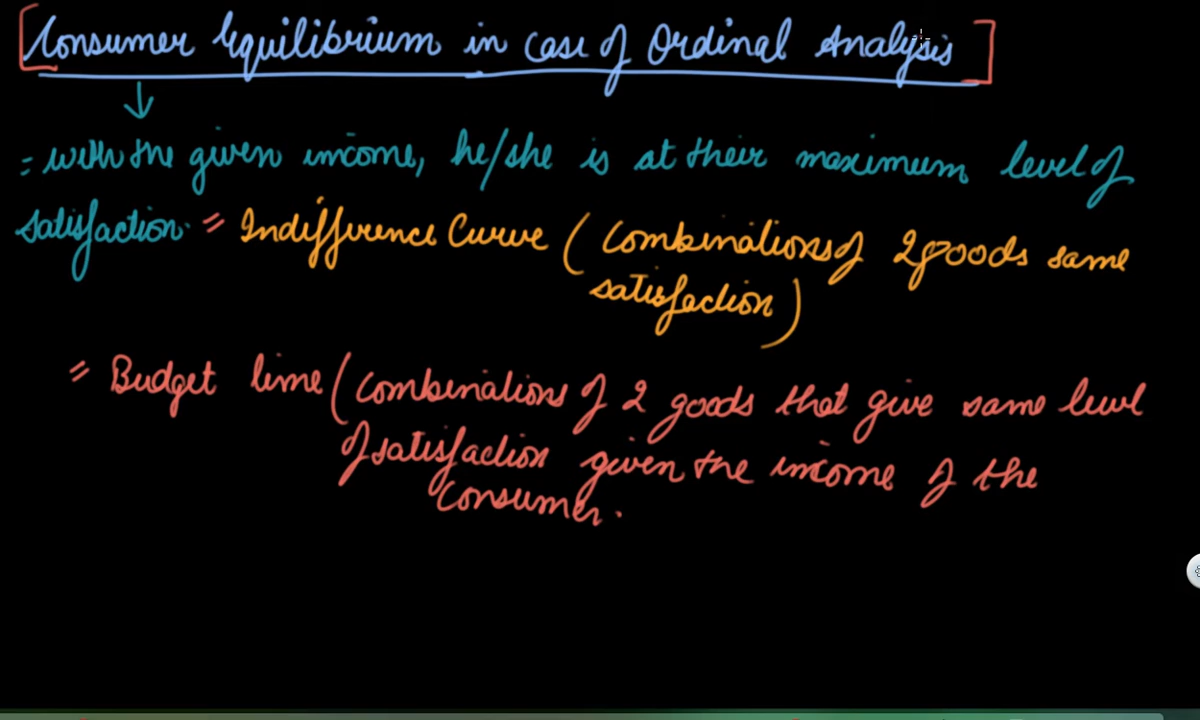 [Consumer Equilibrium in case of Ordinal Analysis]
= with the given income, he/she is at their maximum level of
satisfaction. = Indifference Curve (Combinations of 2 goods same
satisfaction)
= Budget line (Combinations of 2 goods that give same level
of satisfaction given the income of the
Consumer.